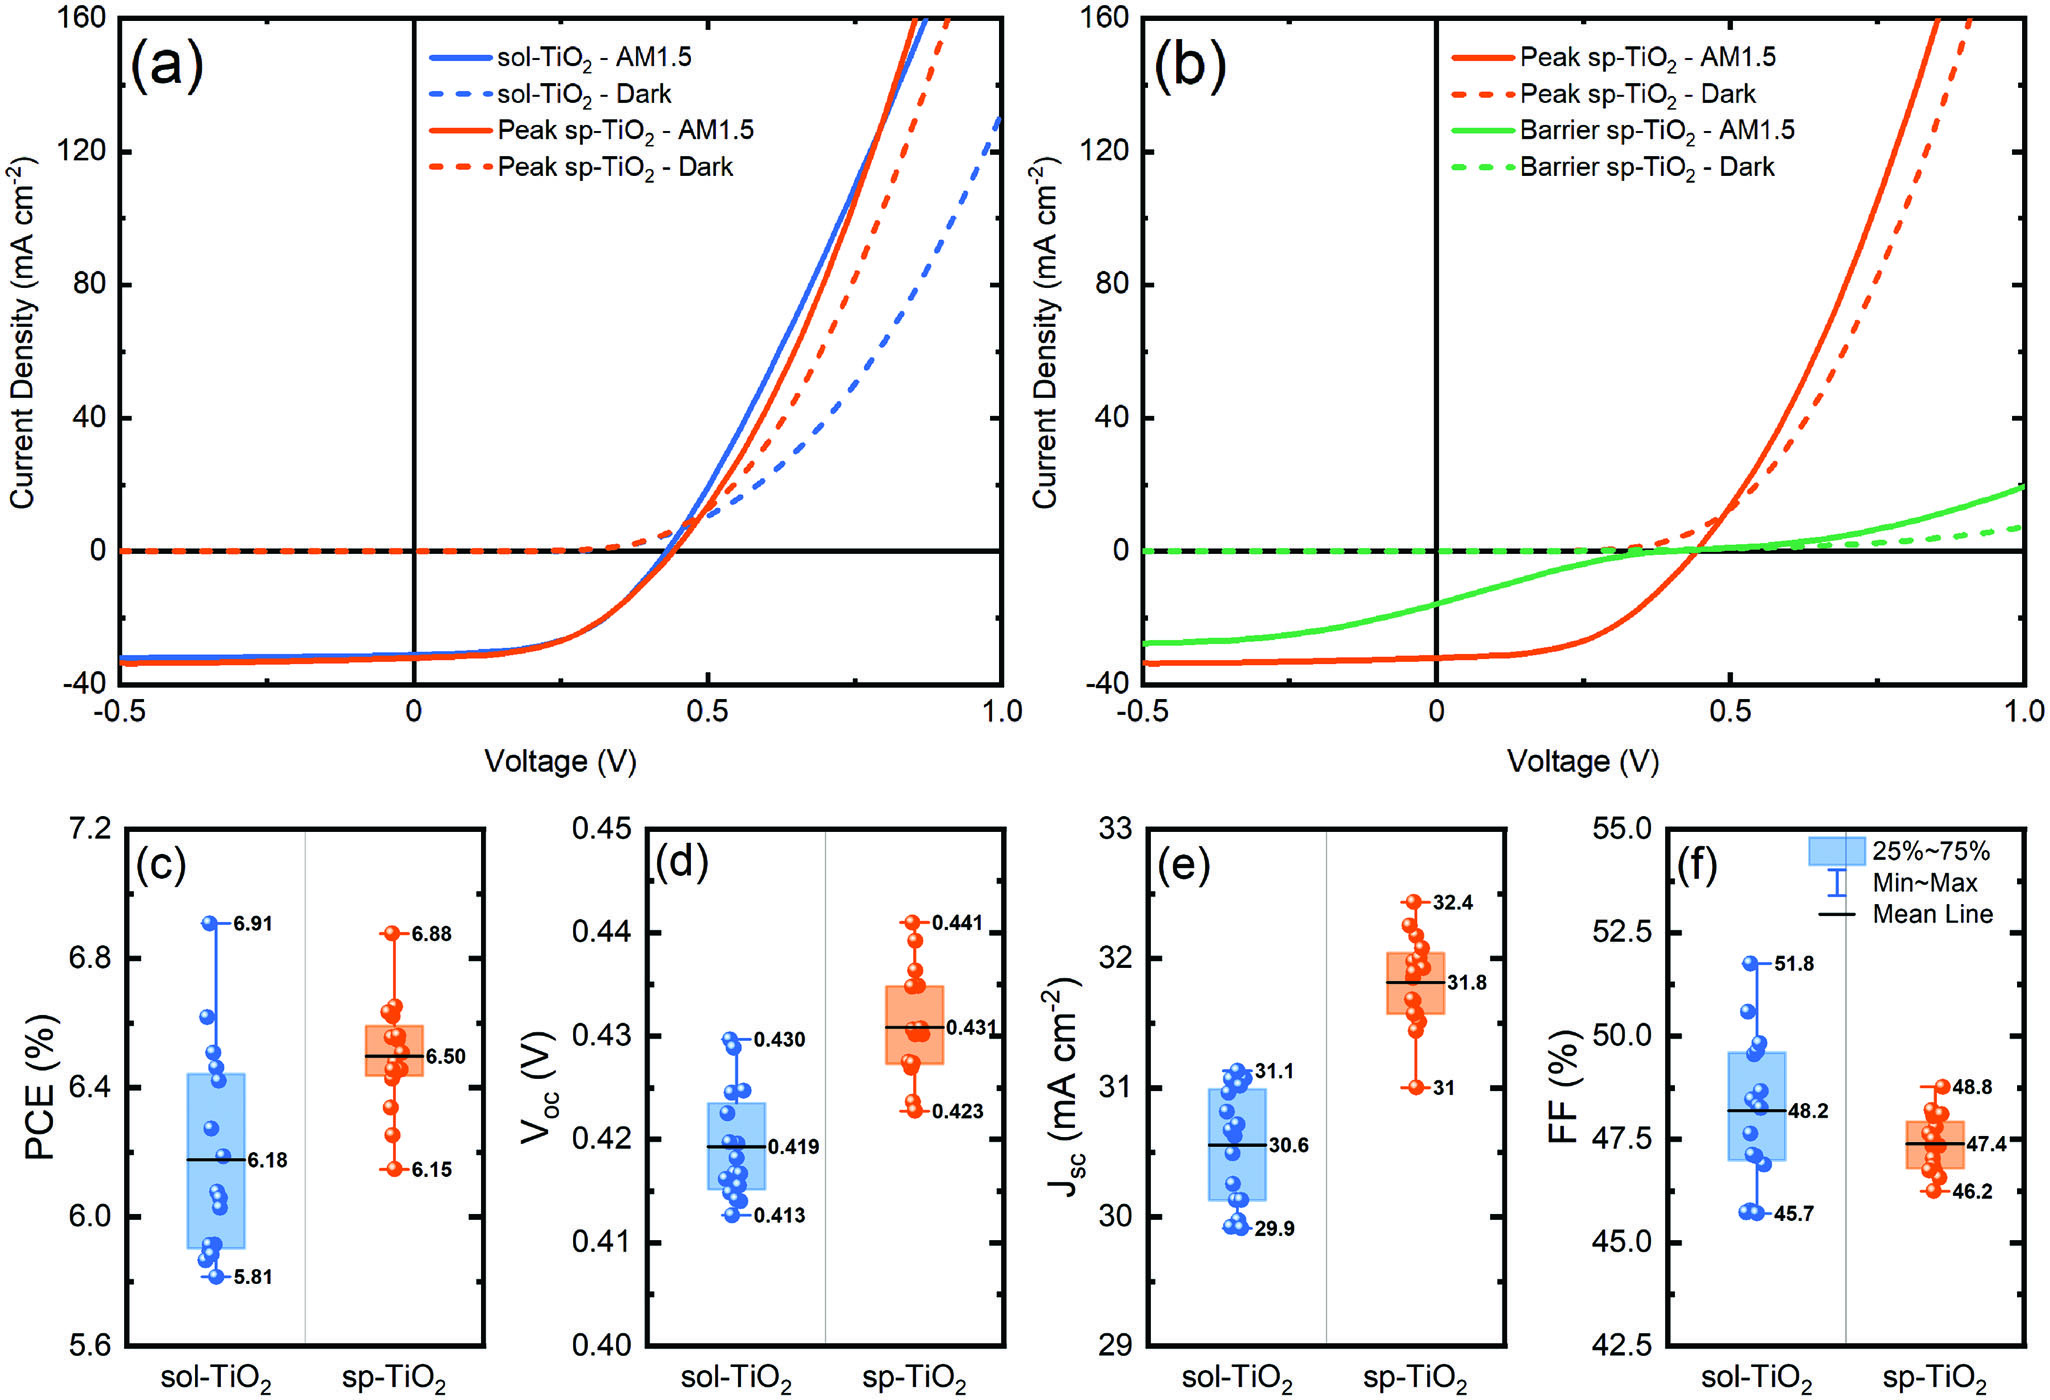 (a)
sol-TiO₂ - AM1.5
sol-TiO₂ - Dark
Peak sp-TiO₂ - AM1.5
Peak sp-TiO₂ - Dark
160
120
80
40
0
-40
-0.5
0
0.5
1.0
Current Density (mA cm⁻²)
Voltage (V)
(b)
Peak sp-TiO₂ - AM1.5
Peak sp-TiO₂ - Dark
Barrier sp-TiO₂ - AM1.5
Barrier sp-TiO₂ - Dark
160
120
80
40
0
-40
-0.5
0
0.5
1.0
Current Density (mA cm⁻²)
Voltage (V)
(c)
7.2
6.8
6.4
6.0
5.6
PCE (%)
6.91
6.18
5.81
6.88
6.50
6.15
sol-TiO₂
sp-TiO₂
(d)
0.45
0.44
0.43
0.42
0.41
0.40
V_oc (V)
0.430
0.419
0.413
0.441
0.431
0.423
sol-TiO₂
sp-TiO₂
(e)
33
32
31
30
29
J_sc (mA cm⁻²)
31.1
30.6
29.9
32.4
31.8
31
sol-TiO₂
sp-TiO₂
(f)
25%~75%
Min~Max
Mean Line
55.0
52.5
50.0
47.5
45.0
42.5
FF (%)
51.8
48.2
45.7
48.8
47.4
46.2
sol-TiO₂
sp-TiO₂